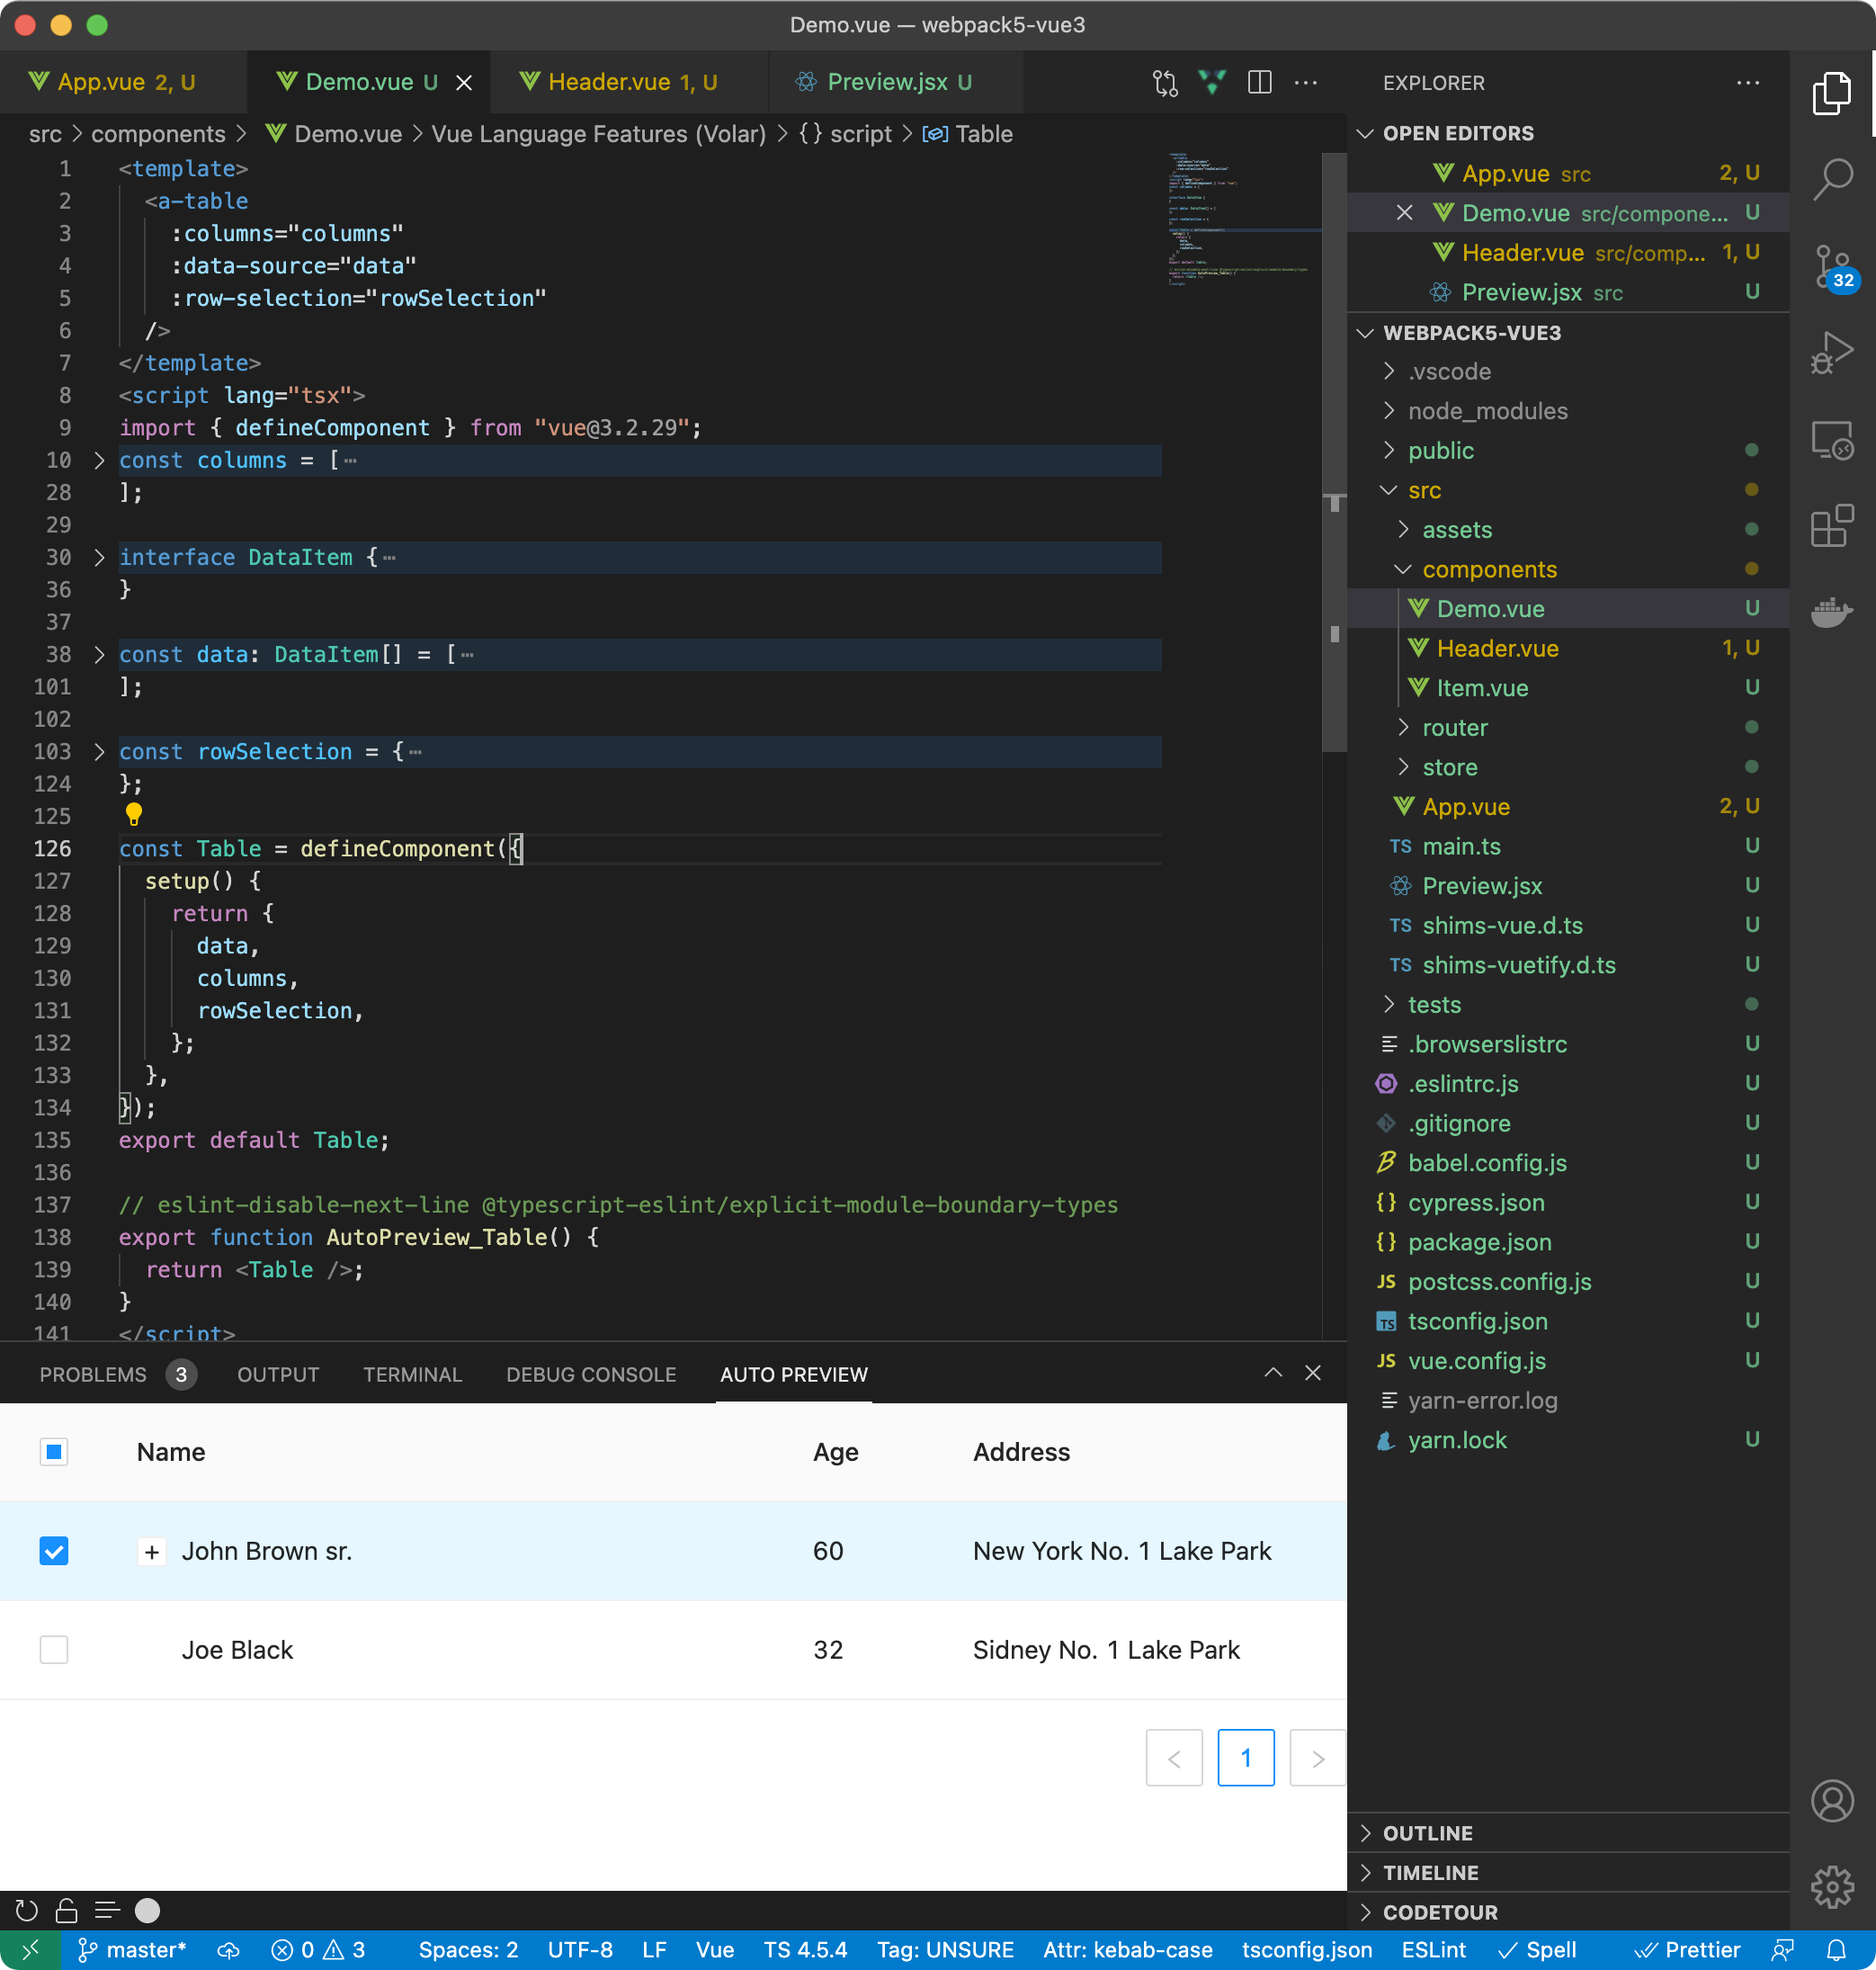 Demo.vue — webpack5-vue3
App.vue 2, U
Demo.vue U
Header.vue 1, U
Preview.jsx U
src > components > Demo.vue > Vue Language Features (Volar) > {} script > Table
1 <template>
2 <a-table
3 :columns="columns"
4 :data-source="data"
5 :row-selection="rowSelection"
6 />
7 </template>
8 <script lang="tsx">
9 import { defineComponent } from "vue@3.2.29";
10 const columns = [ ···
28 ];
29
30 interface DataItem { ···
36 }
37
38 const data: DataItem[] = [ ···
101 ];
102
103 const rowSelection = { ···
124 };
125
126 const Table = defineComponent({
127 setup() {
128 return {
129 data,
130 columns,
131 rowSelection,
132 };
133 },
134 });
135 export default Table;
136
137 // eslint-disable-next-line @typescript-eslint/explicit-module-boundary-types
138 export function AutoPreview_Table() {
139 return <Table />;
140 }
141 </script>
PROBLEMS 3 OUTPUT TERMINAL DEBUG CONSOLE AUTO PREVIEW
Name Age Address
+ John Brown sr. 60 New York No. 1 Lake Park
Joe Black 32 Sidney No. 1 Lake Park
< 1 >
EXPLORER
OPEN EDITORS
App.vue src 2, U
Demo.vue src/compone... U
Header.vue src/comp... 1, U
Preview.jsx src U
WEBPACK5-VUE3
.vscode
node_modules
public
src
assets
components
Demo.vue U
Header.vue 1, U
Item.vue U
router
store
App.vue 2, U
TS main.ts U
Preview.jsx U
TS shims-vue.d.ts U
TS shims-vuetify.d.ts U
tests
.browserslistrc U
.eslintrc.js U
.gitignore U
babel.config.js U
{} cypress.json U
{} package.json U
JS postcss.config.js U
TS tsconfig.json U
JS vue.config.js U
yarn-error.log
yarn.lock U
OUTLINE
TIMELINE
CODETOUR
32
master* 0 3 Spaces: 2 UTF-8 LF Vue TS 4.5.4 Tag: UNSURE Attr: kebab-case tsconfig.json ESLint Spell Prettier